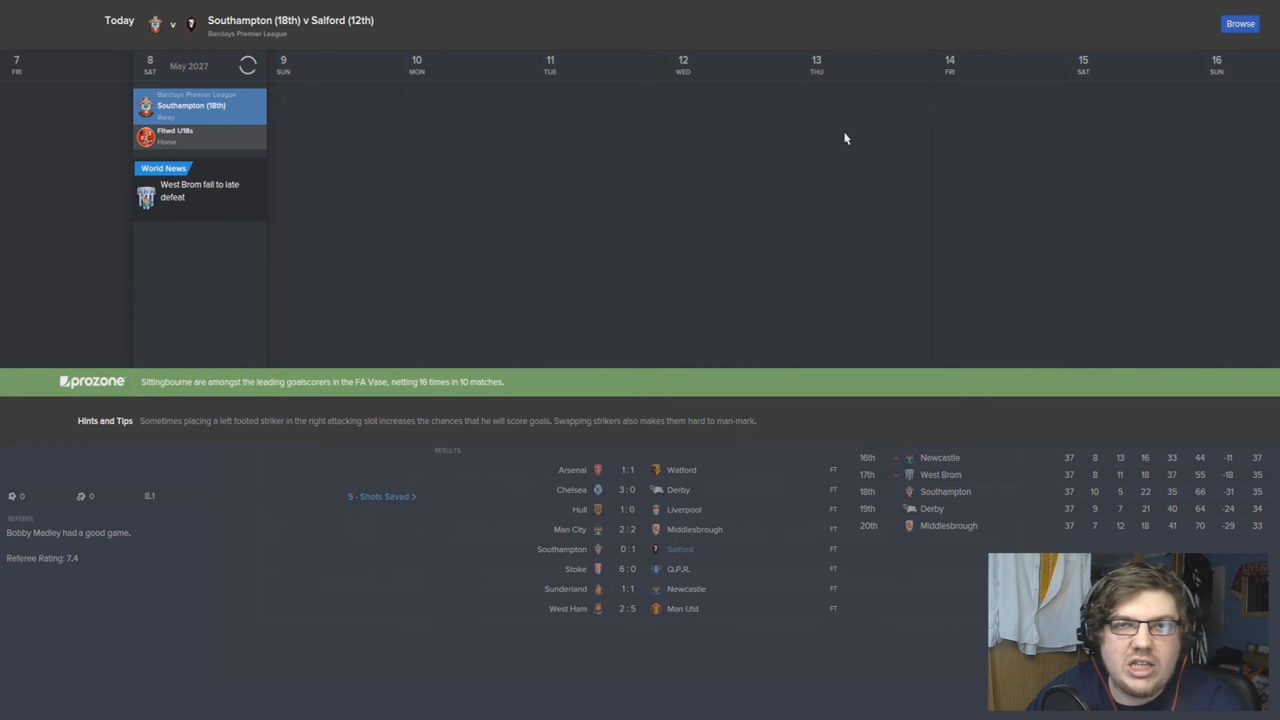 Today v Southampton (18th) v Salford (12th)
Barclays Premier League
Browse
7 FRI
8 SAT May 2027
9 SUN
10 MON
11 TUE
12 WED
13 THU
14 FRI
15 SAT
16 SUN
Barclays Premier League
Southampton (18th)
Away
Fltwd U18s
Home
World News
West Brom fall to late
defeat
prozone Sittingbourne are amongst the leading goalscorers in the FA Vase, netting 16 times in 10 matches.
Hints and Tips Sometimes placing a left footed striker in the right attacking slot increases the chances that he will score goals. Swapping strikers also makes them hard to man-mark.
0 0 8.1
5 - Shots Saved >
REFEREE
Bobby Madley had a good game.
Referee Rating: 7.4
RESULTS
Arsenal 1:1 Watford FT
Chelsea 3:0 Derby FT
Hull 1:0 Liverpool FT
Man City 2:2 Middlesbrough FT
Southampton 0:1 Salford FT
Stoke 6:0 Q.P.R. FT
Sunderland 1:1 Newcastle FT
West Ham 2:5 Man Utd FT
16th Newcastle 37 8 13 16 33 44 -11 37
17th West Brom 37 8 11 18 37 55 -18 35
18th Southampton 37 10 5 22 35 66 -31 35
19th Derby 37 9 7 21 40 64 -24 34
20th Middlesbrough 37 7 12 18 41 70 -29 33